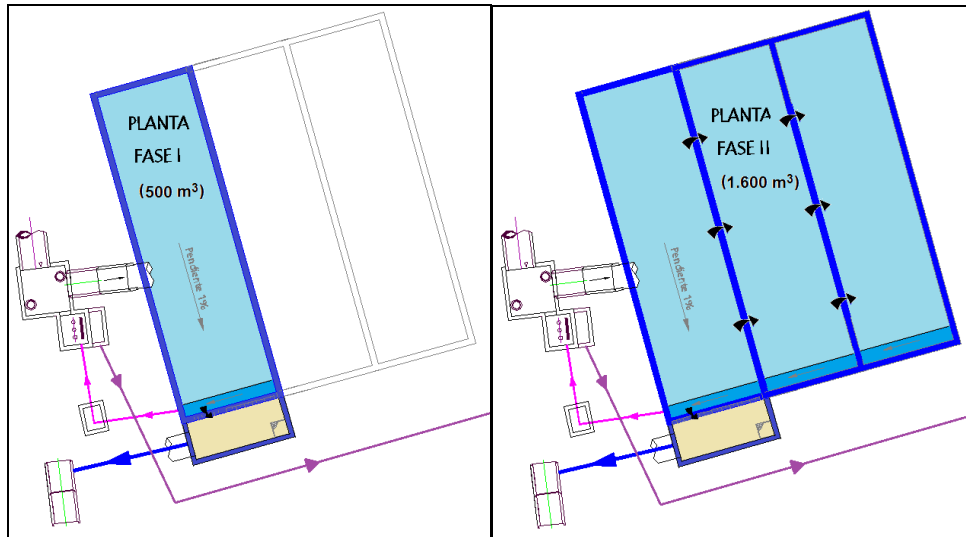 PLANTA
FASE I
(500 m³)
Pendiente 1%
PLANTA
FASE II
(1.600 m³)
Pendiente 1%